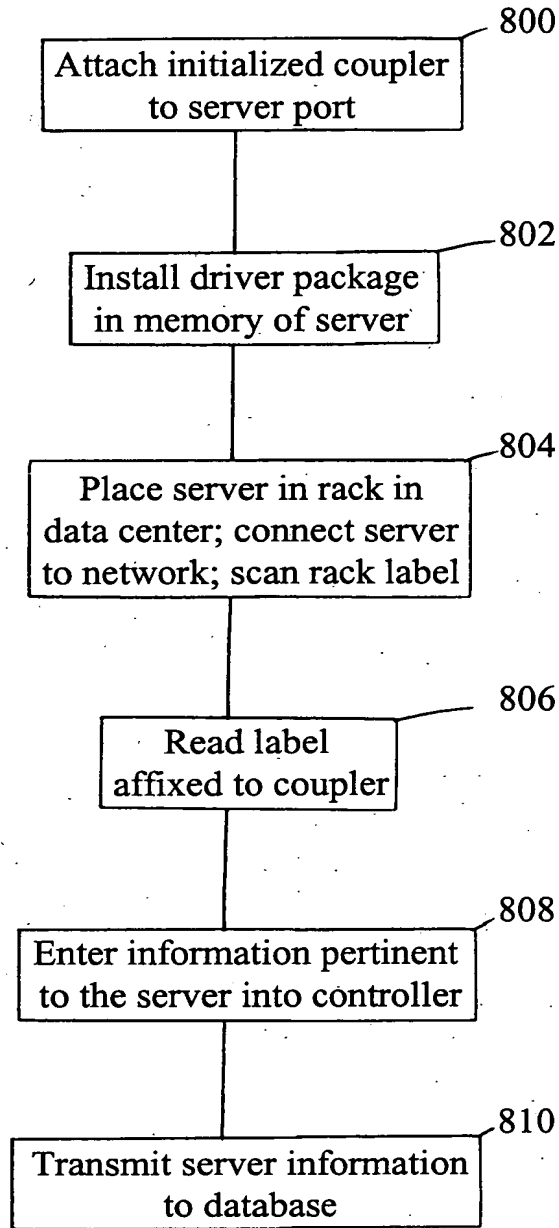 800
Attach initialized coupler
to server port
802
Install driver package
in memory of server
804
Place server in rack in
data center; connect server
to network; scan rack label
806
Read label
affixed to coupler
808
Enter information pertinent
to the server into controller
810
Transmit server information
to database